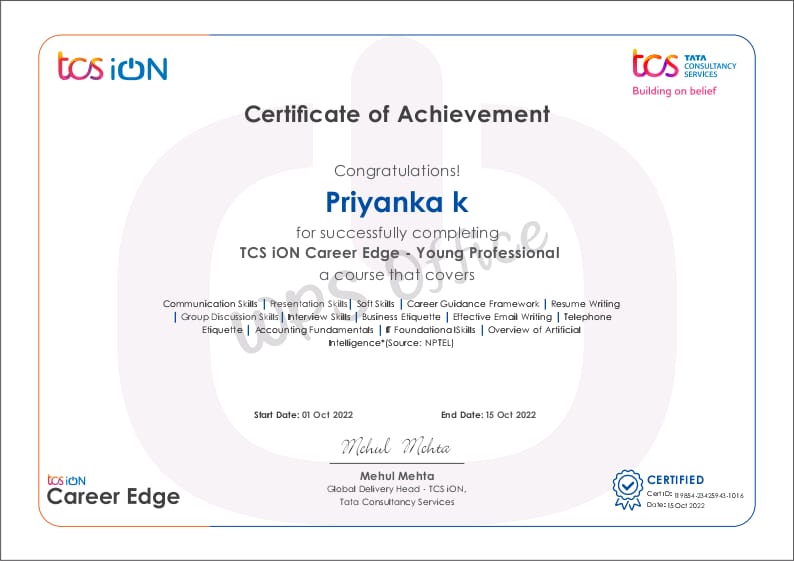 tcs iON
tcs TATA
CONSULTANCY
SERVICES
Building on belief
Certificate of Achievement
Congratulations!
Priyanka k
for successfully completing
TCS iON Career Edge - Young Professional
a course that covers
Communication Skills | Presentation Skills | Soft Skills | Career Guidance Framework | Resume Writing
| Group Discussion Skills | Interview Skills | Business Etiquette | Effective Email Writing | Telephone
Etiquette | Accounting Fundamentals | IT Foundational Skills | Overview of Artificial
Intelligence*(Source: NPTEL)
WPS Office
Start Date: 01 Oct 2022
End Date: 15 Oct 2022
Mehul Mehta
Mehul Mehta
Global Delivery Head - TCS iON,
Tata Consultancy Services
tcs iON
Career Edge
CERTIFIED
Cert ID: 119854-23425943-1016
Date: 15 Oct 2022